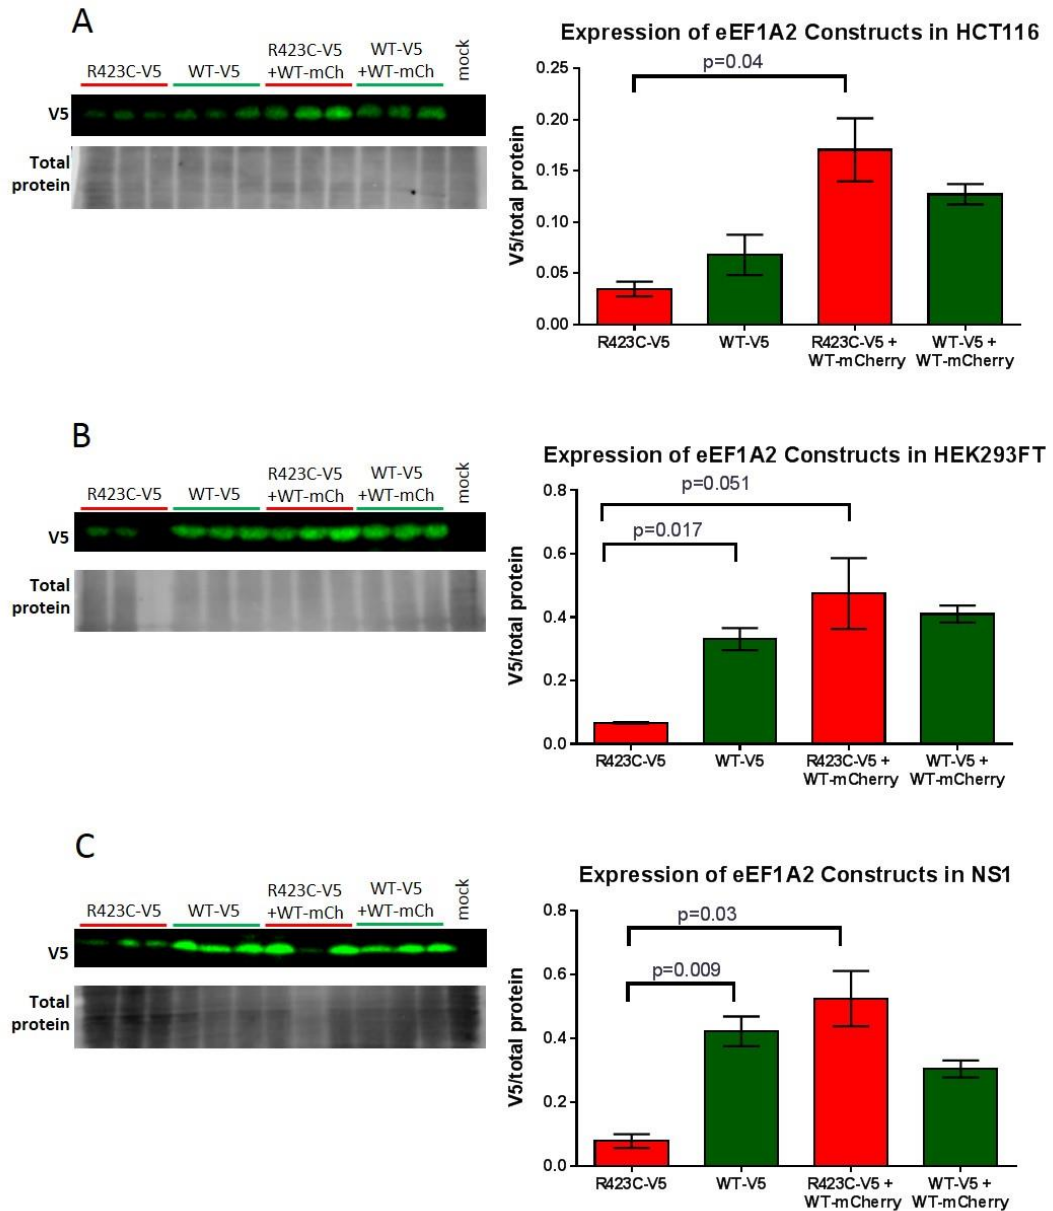 A
R423C-V5
WT-V5
R423C-V5
+WT-mCh
WT-V5
+WT-mCh
mock
V5
Total
protein
Expression of eEF1A2 Constructs in HCT116
p=0.04
V5/total protein
0.25
0.20
0.15
0.10
0.05
0.00
R423C-V5
WT-V5
R423C-V5 +
WT-mCherry
WT-V5 +
WT-mCherry
B
R423C-V5
WT-V5
R423C-V5
+WT-mCh
WT-V5
+WT-mCh
mock
V5
Total
protein
Expression of eEF1A2 Constructs in HEK293FT
p=0.051
p=0.017
V5/total protein
0.8
0.6
0.4
0.2
0.0
R423C-V5
WT-V5
R423C-V5 +
WT-mCherry
WT-V5 +
WT-mCherry
C
R423C-V5
WT-V5
R423C-V5
+WT-mCh
WT-V5
+WT-mCh
mock
V5
Total
protein
Expression of eEF1A2 Constructs in NS1
p=0.03
p=0.009
V5/total protein
0.8
0.6
0.4
0.2
0.0
R423C-V5
WT-V5
R423C-V5 +
WT-mCherry
WT-V5 +
WT-mCherry